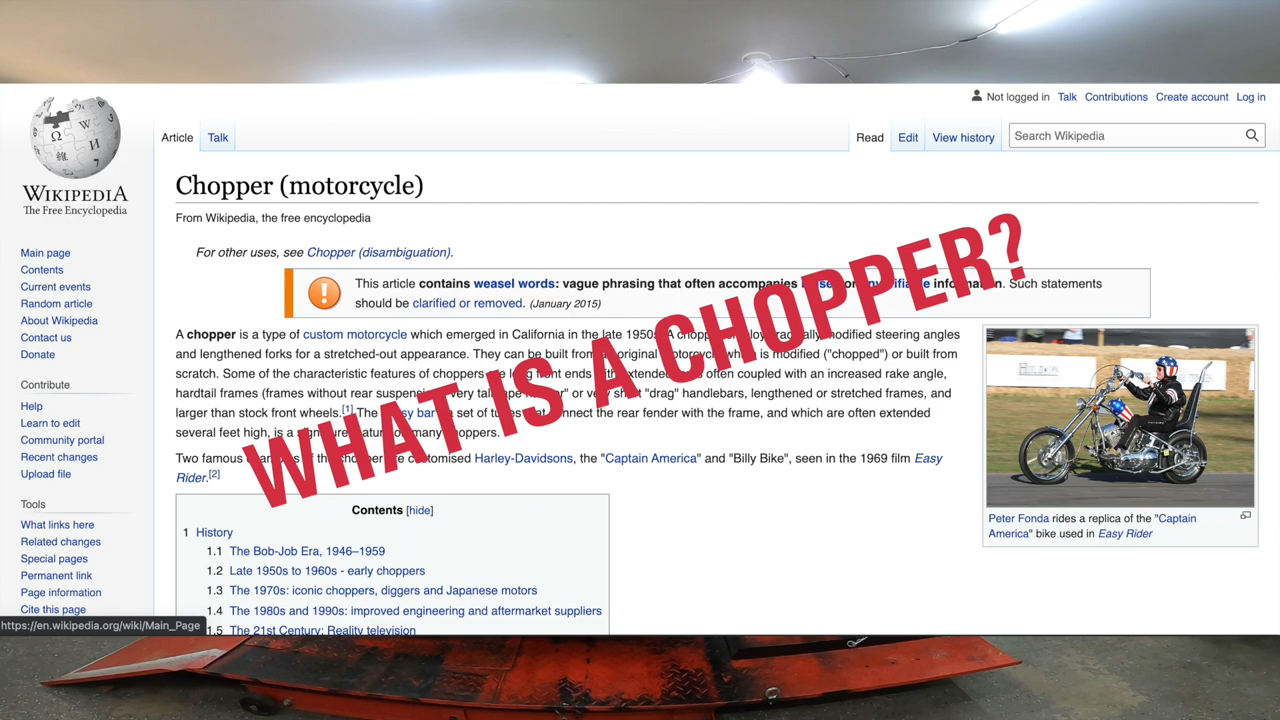 Not logged in Talk Contributions Create account Log in
Article Talk
Read Edit View history
Search Wikipedia
WIKIPEDIA
The Free Encyclopedia
Chopper (motorcycle)
From Wikipedia, the free encyclopedia
For other uses, see Chopper (disambiguation).
This article contains weasel words: vague phrasing that often accompanies or information. Such statements
should be clarified or removed. (January 2015)
WHAT IS A CHOPPER?
A chopper is a type of custom motorcycle which emerged in California in the late 1950s. A modified steering angles
and lengthened forks for a stretched-out appearance. They can be built from original is modified ("chopped") or built from
scratch. Some of the characteristic features of choppers long front ends with extended often coupled with an increased rake angle,
hardtail frames (frames without rear very tall or very "drag" handlebars, lengthened or stretched frames, and
larger than stock front wheels.[1] The bar a set of connect the rear fender with the frame, and which are often extended
several feet high, is a many choppers.
Two famous the customised Harley-Davidsons, the "Captain America" and "Billy Bike", seen in the 1969 film Easy
Rider.[2]
Peter Fonda rides a replica of the "Captain
America" bike used in Easy Rider
Contents [hide]
1 History
1.1 The Bob-Job Era, 1946–1959
1.2 Late 1950s to 1960s - early choppers
1.3 The 1970s: iconic choppers, diggers and Japanese motors
1.4 The 1980s and 1990s: improved engineering and aftermarket suppliers
1.5 The 21st Century: Reality television
Main page
Contents
Current events
Random article
About Wikipedia
Contact us
Donate
Contribute
Help
Learn to edit
Community portal
Recent changes
Upload file
Tools
What links here
Related changes
Special pages
Permanent link
Page information
Cite this page
https://en.wikipedia.org/wiki/Main_Page